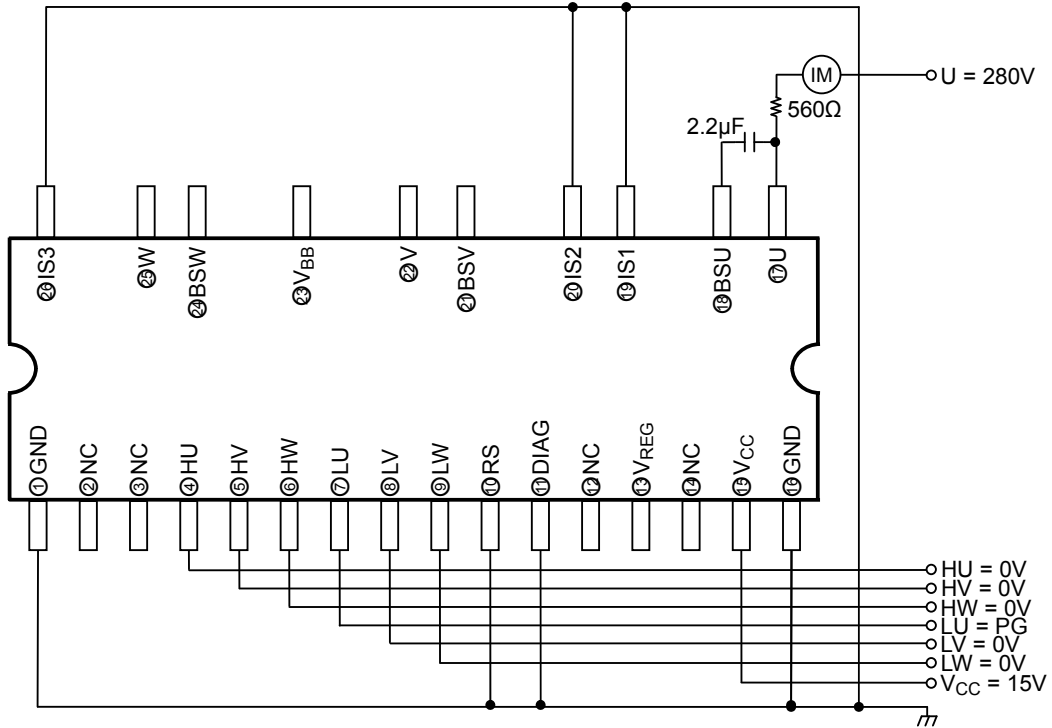 IM
U = 280V
560Ω
2.2μF
㉖IS3
㉕W
㉔BSW
㉓VBB
㉒V
㉑BSV
⑳IS2
⑲IS1
⑱BSU
⑰U
①GND
②NC
③NC
④HU
⑤HV
⑥HW
⑦LU
⑧LV
⑨LW
⑩RS
⑪DIAG
⑫NC
⑬VREG
⑭NC
⑮VCC
⑯GND
HU = 0V
HV = 0V
HW = 0V
LU = PG
LV = 0V
LW = 0V
VCC = 15V